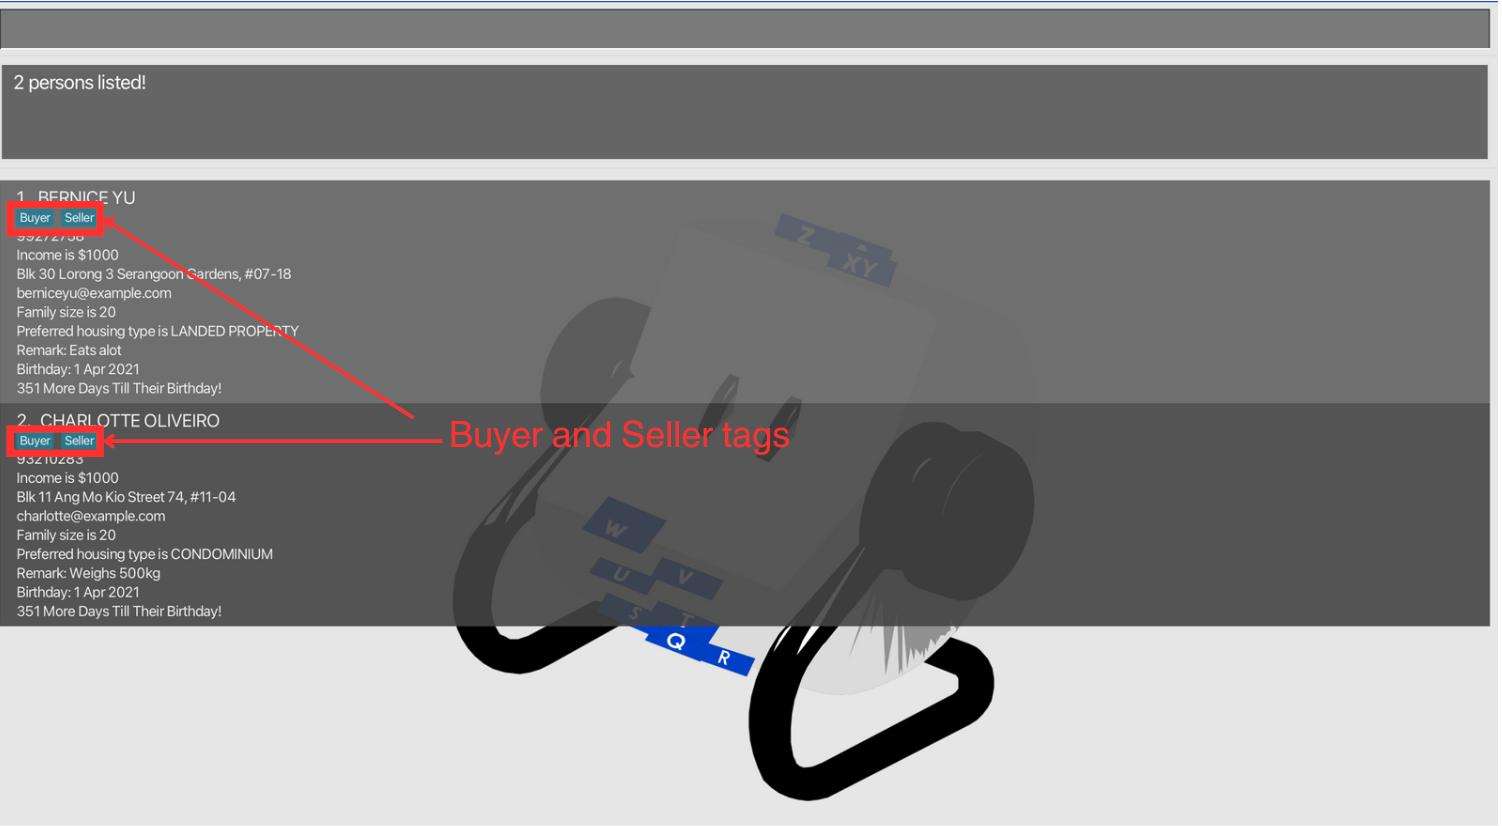 2 persons listed!
1. BERNICE YU
Buyer Seller
99272758
Income is $1000
Blk 30 Lorong 3 Serangoon Gardens, #07-18
berniceyu@example.com
Family size is 20
Preferred housing type is LANDED PROPERTY
Remark: Eats alot
Birthday: 1 Apr 2021
351 More Days Till Their Birthday!
2. CHARLOTTE OLIVEIRO
Buyer Seller
93210283
Income is $1000
Blk 11 Ang Mo Kio Street 74, #11-04
charlotte@example.com
Family size is 20
Preferred housing type is CONDOMINIUM
Remark: Weighs 500kg
Birthday: 1 Apr 2021
351 More Days Till Their Birthday!
Buyer and Seller tags
Z
XY
W
U V
S T
Q R